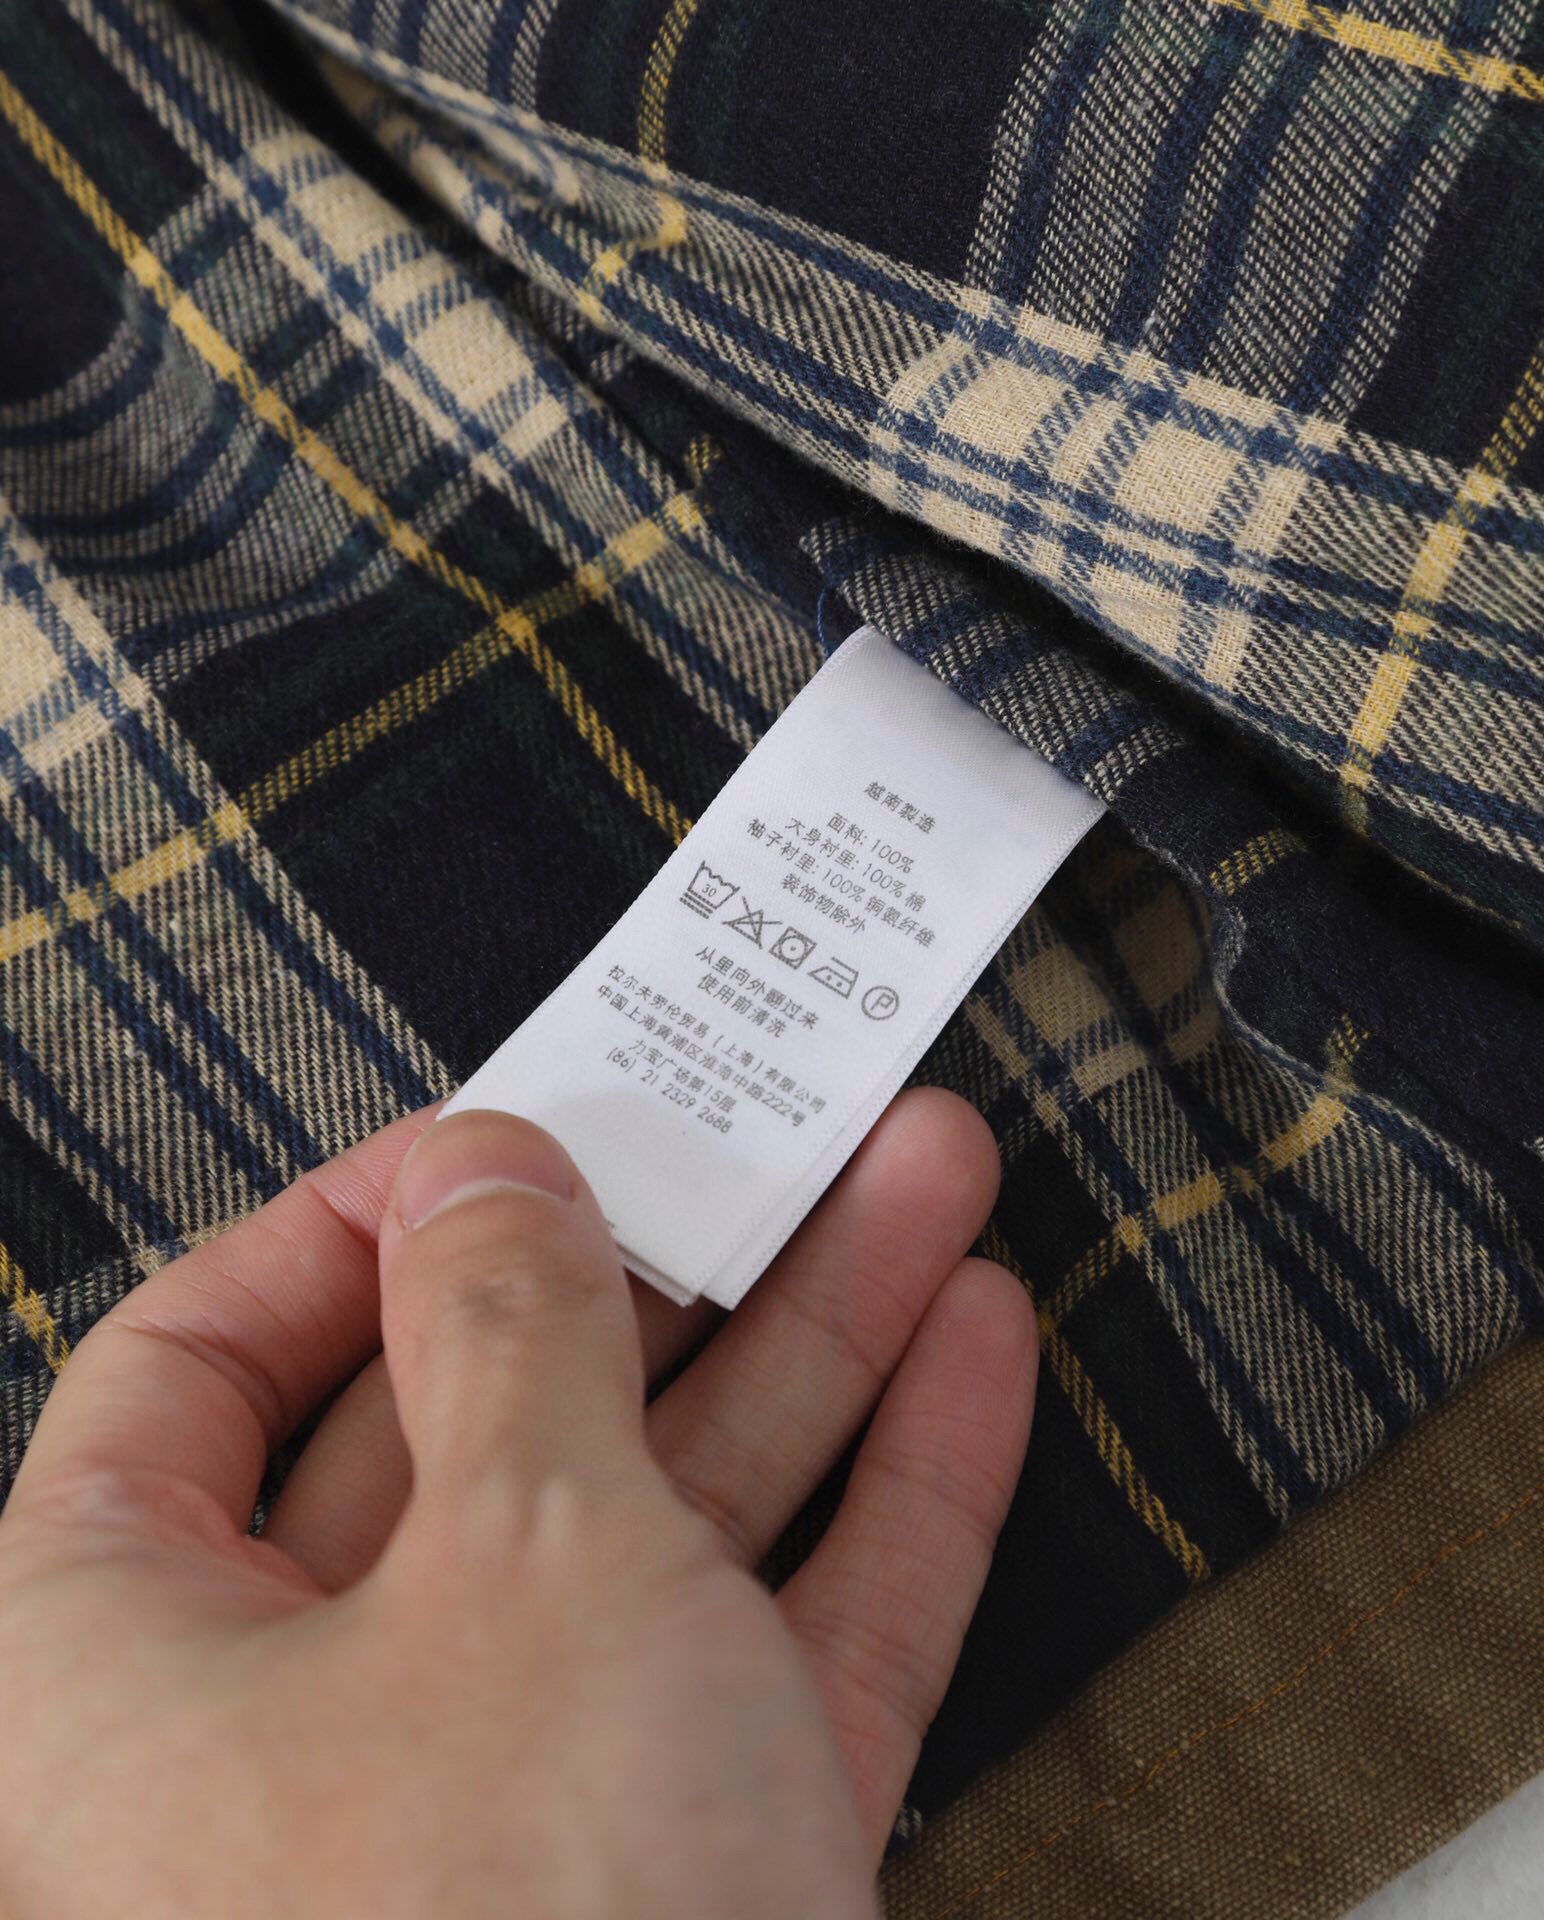 越南製造
面料: 100%
大身衬里: 100% 棉
袖子衬里: 100% 铜氨纤维
装饰物除外
30
P
从里向外翻过来
使用前清洗
拉尔夫劳伦贸易 (上海) 有限公司
中国上海黄浦区淮海中路222号
力宝广场第15层
(86) 21 2329 2688